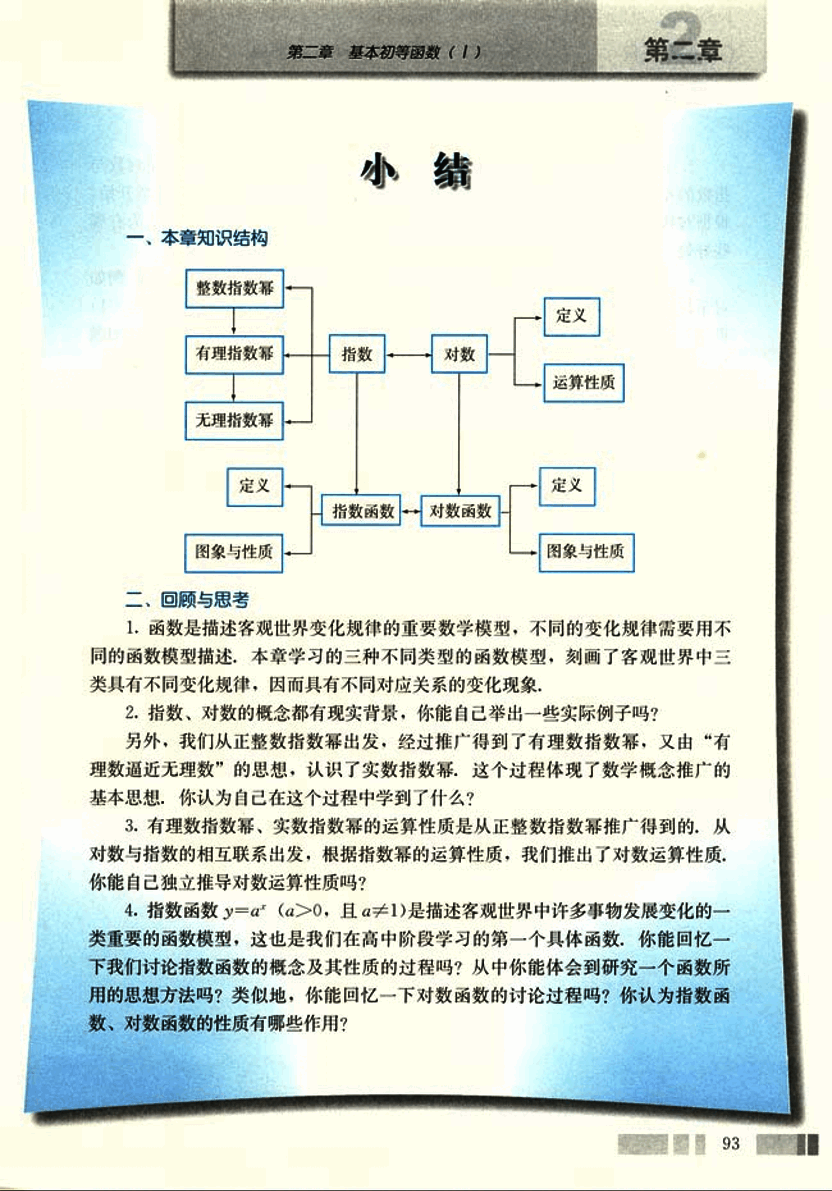 第二章 基本初等函数(Ⅰ)
第二章
小 结
一、本章知识结构
整数指数幂
有理指数幂
无理指数幂
指数
对数
定义
运算性质
定义
图象与性质
指数函数
对数函数
定义
图象与性质
二、回顾与思考
1. 函数是描述客观世界变化规律的重要数学模型，不同的变化规律需要用不
同的函数模型描述. 本章学习的三种不同类型的函数模型，刻画了客观世界中三
类具有不同变化规律，因而具有不同对应关系的变化现象.
2. 指数、对数的概念都有现实背景，你能自己举出一些实际例子吗?
另外，我们从正整数指数幂出发，经过推广得到了有理数指数幂，又由“有
理数逼近无理数”的思想，认识了实数指数幂. 这个过程体现了数学概念推广的
基本思想. 你认为自己在这个过程中学到了什么?
3. 有理数指数幂、实数指数幂的运算性质是从正整数指数幂推广得到的. 从
对数与指数的相互联系出发，根据指数幂的运算性质，我们推出了对数运算性质.
你能自己独立推导对数运算性质吗?
4. 指数函数 y=aˣ (a>0，且 a≠1)是描述客观世界中许多事物发展变化的一
类重要的函数模型，这也是我们在高中阶段学习的第一个具体函数. 你能回忆一
下我们讨论指数函数的概念及其性质的过程吗? 从中你能体会到研究一个函数所
用的思想方法吗? 类似地，你能回忆一下对数函数的讨论过程吗? 你认为指数函
数、对数函数的性质有哪些作用?
93